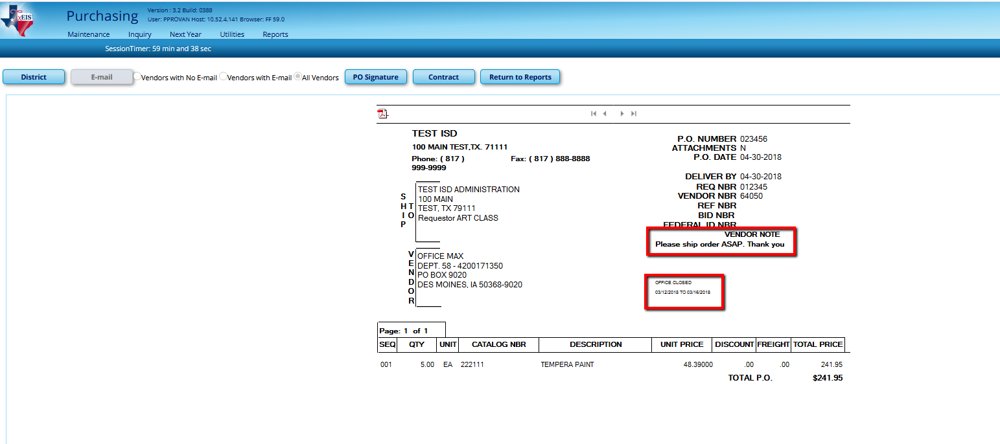 xEIS
Purchasing
Version : 3.2 Build: 0388
User: PPROVAN Host: 10.52.4.141 Browser: FF 59.0
Maintenance Inquiry Next Year Utilities Reports
SessionTimer: 59 min and 38 sec
District E-mail Vendors with No E-mail Vendors with E-mail All Vendors PO Signature Contract Return to Reports
TEST ISD
100 MAIN TEST,TX. 71111
Phone: ( 817 ) 999-9999
Fax: ( 817 ) 888-8888
P.O. NUMBER 023456
ATTACHMENTS N
P.O. DATE 04-30-2018
DELIVER BY 04-30-2018
REQ NBR 012345
VENDOR NBR 64050
REF NBR
BID NBR
FEDERAL ID NBR
SHIP TO
TEST ISD ADMINISTRATION
100 MAIN
TEST, TX 79111
Requestor ART CLASS
VENDOR NOTE
Please ship order ASAP. Thank you
VENDOR
OFFICE MAX
DEPT. 58 - 4200171350
PO BOX 9020
DES MOINES, IA 50368-9020
OFFICE CLOSED
03/12/2018 TO 03/16/2018
Page: 1 of 1
SEQ QTY UNIT CATALOG NBR DESCRIPTION UNIT PRICE DISCOUNT FREIGHT TOTAL PRICE
001 5.00 EA 222111 TEMPERA PAINT 48.39000 .00 .00 241.95
TOTAL P.O. $241.95